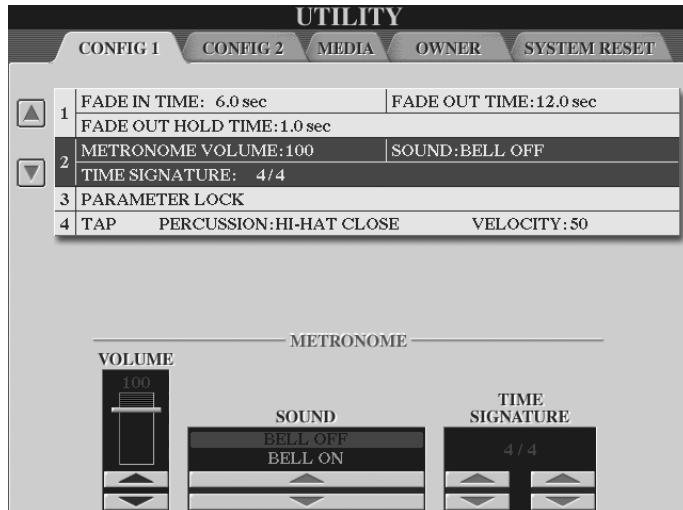 UTILITY
CONFIG 1 CONFIG 2 MEDIA OWNER SYSTEM RESET
1 FADE IN TIME: 6.0 sec FADE OUT TIME:12.0 sec
FADE OUT HOLD TIME:1.0 sec
2 METRONOME VOLUME:100 SOUND:BELL OFF
TIME SIGNATURE: 4/4
3 PARAMETER LOCK
4 TAP PERCUSSION:HI-HAT CLOSE VELOCITY:50
METRONOME
VOLUME
100
SOUND
BELL OFF
BELL ON
TIME
SIGNATURE
4/4